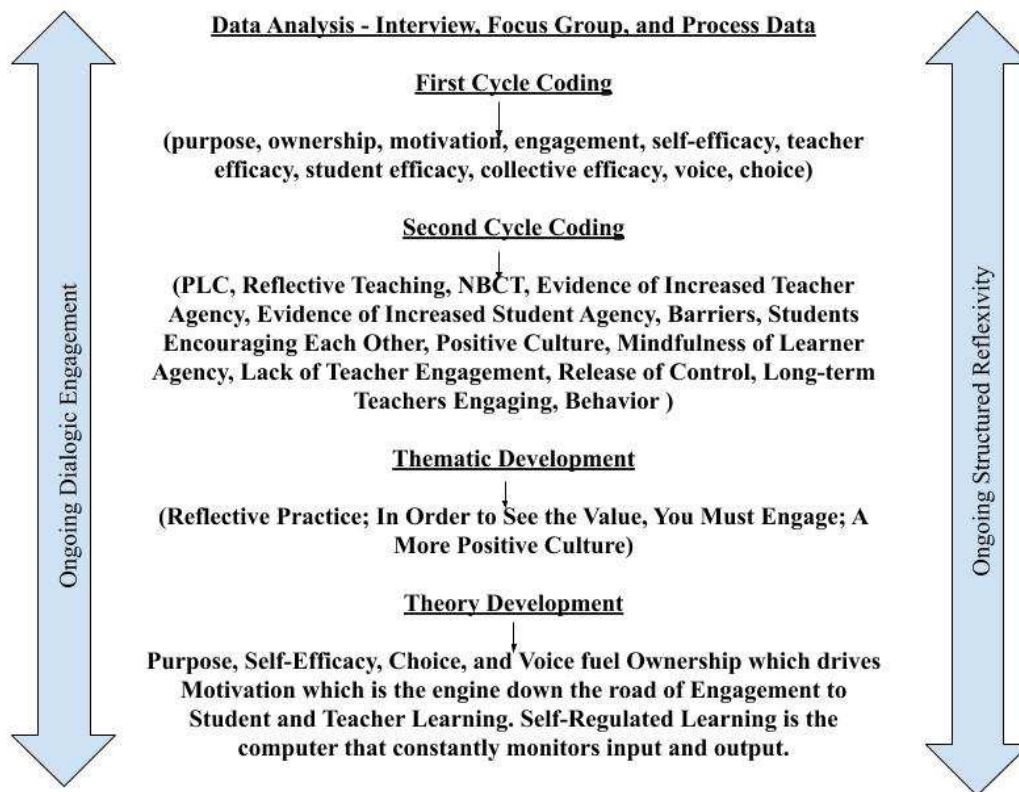 Data Analysis - Interview, Focus Group, and Process Data
First Cycle Coding
(purpose, ownership, motivation, engagement, self-efficacy, teacher
efficacy, student efficacy, collective efficacy, voice, choice)
Second Cycle Coding
(PLC, Reflective Teaching, NBCT, Evidence of Increased Teacher
Agency, Evidence of Increased Student Agency, Barriers, Students
Encouraging Each Other, Positive Culture, Mindfulness of Learner
Agency, Lack of Teacher Engagement, Release of Control, Long-term
Teachers Engaging, Behavior )
Thematic Development
(Reflective Practice; In Order to See the Value, You Must Engage; A
More Positive Culture)
Theory Development
Purpose, Self-Efficacy, Choice, and Voice fuel Ownership which drives
Motivation which is the engine down the road of Engagement to
Student and Teacher Learning. Self-Regulated Learning is the
computer that constantly monitors input and output.
Ongoing Dialogic Engagement
Ongoing Structured Reflexivity